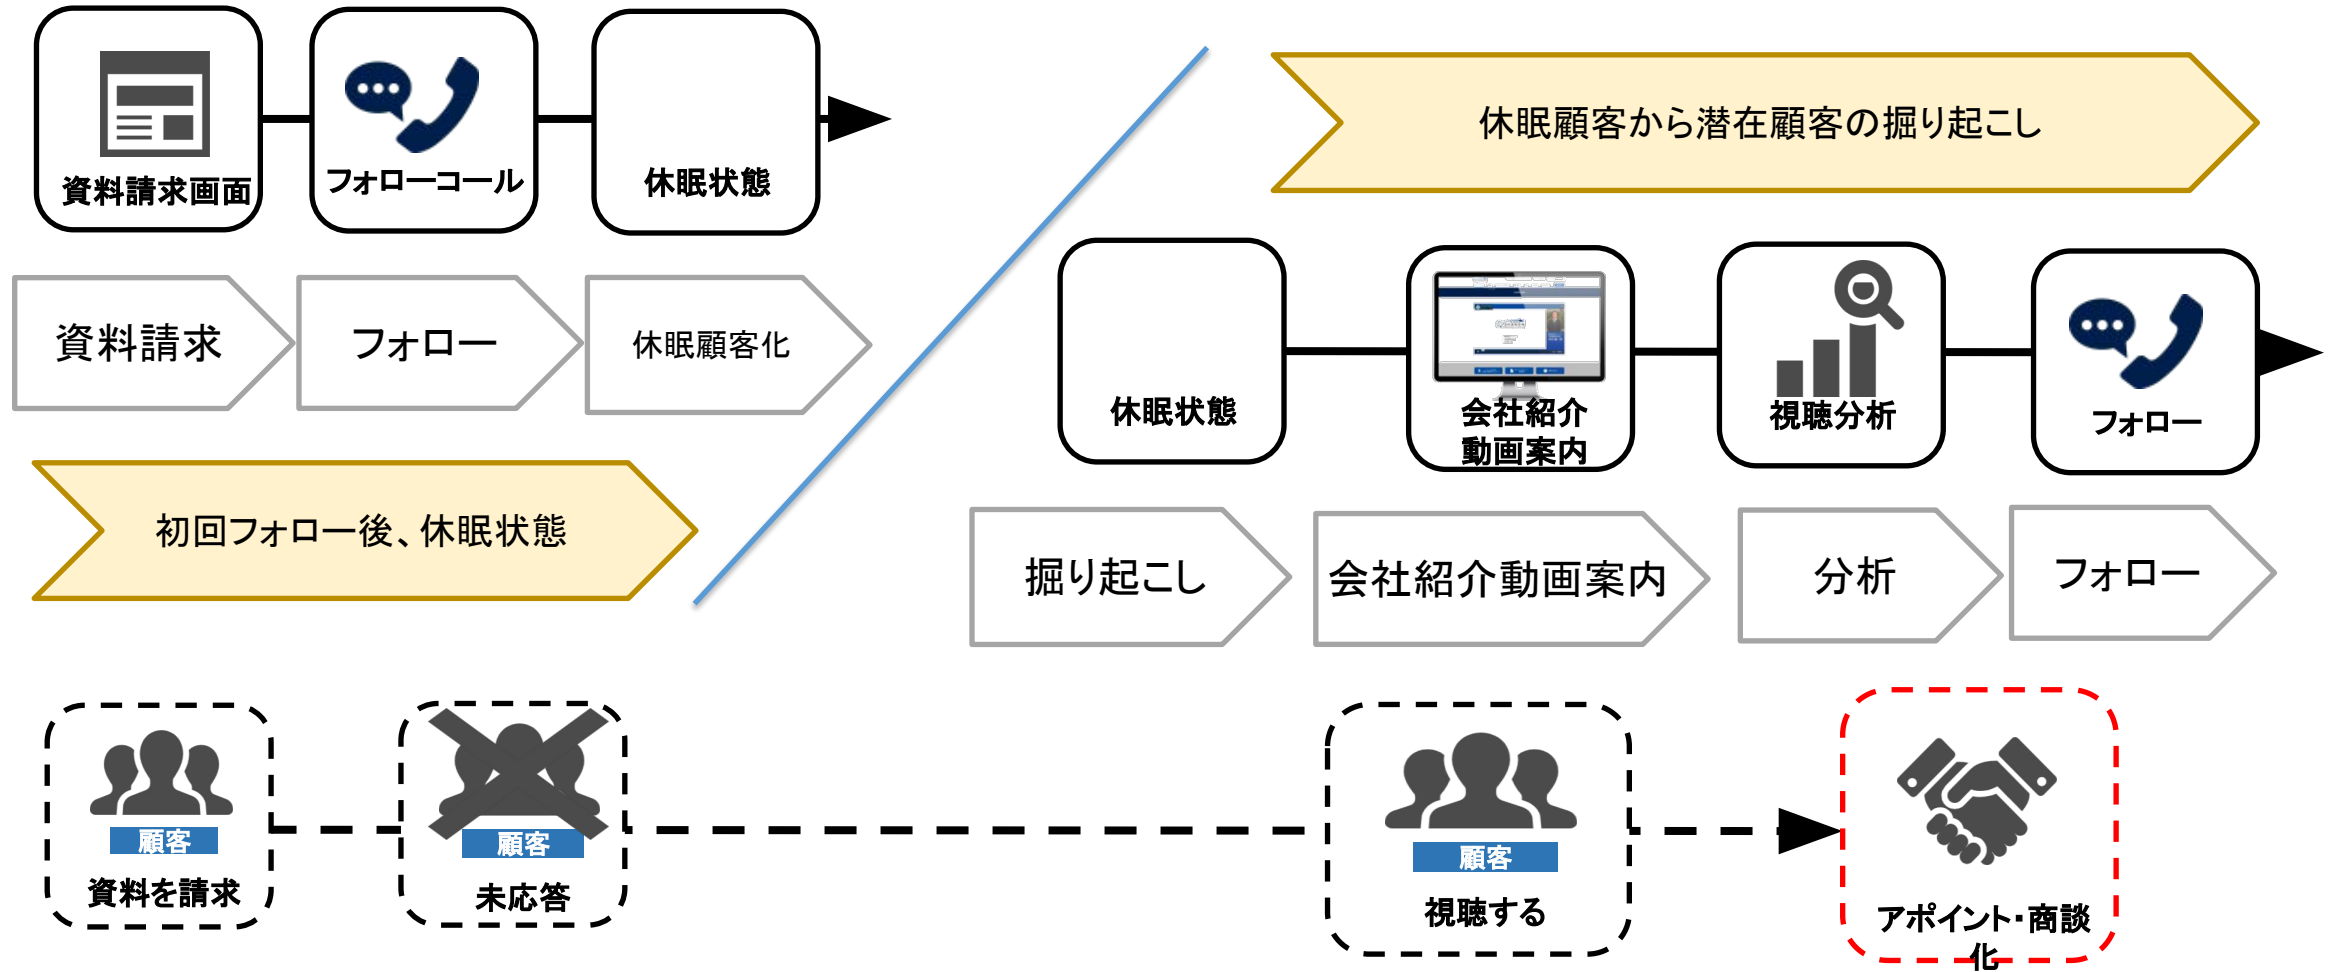 資料請求画面
フォローコール
休眠状態
資料請求
フォロー
休眠顧客化
初回フォロー後、休眠状態
休眠顧客から潜在顧客の掘り起こし
休眠状態
会社紹介
動画案内
視聴分析
フォロー
掘り起こし
会社紹介動画案内
分析
フォロー
顧客
資料を請求
顧客
未応答
顧客
視聴する
アポイント・商談
化